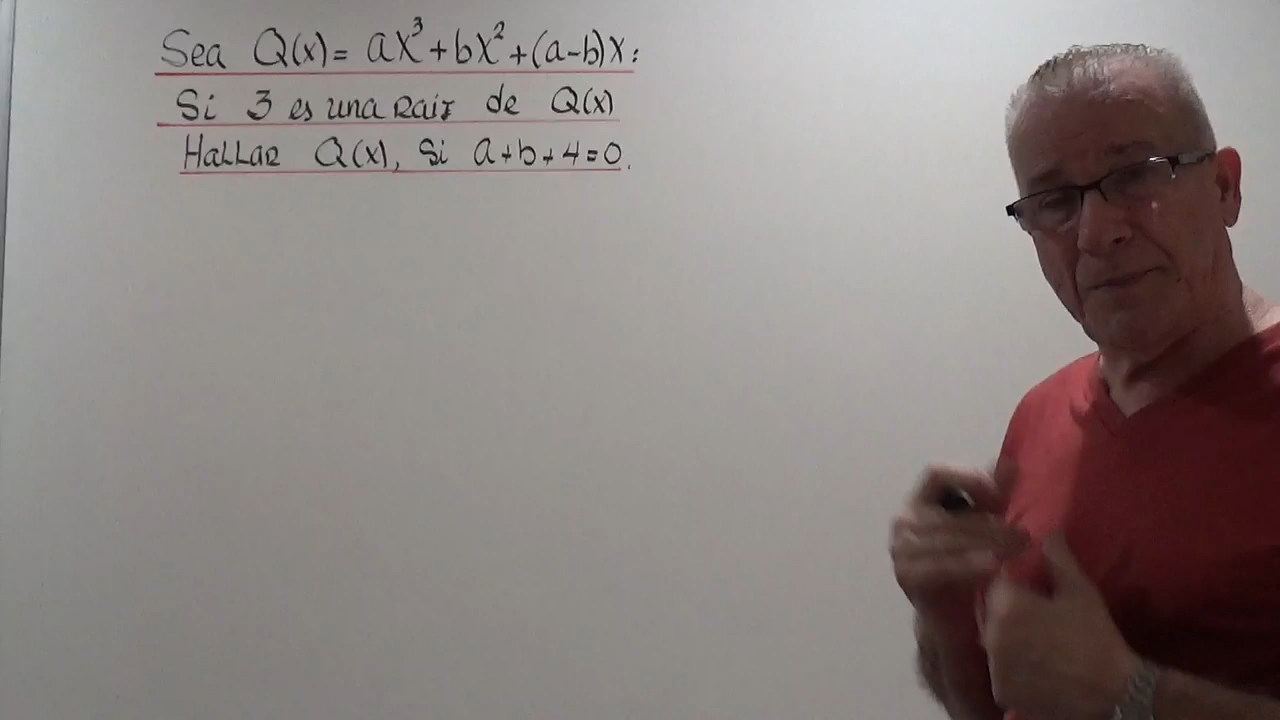 Sea Q(x) = ax³ + bx² + (a-b)x:
Si 3 es una Raiz de Q(x)
Hallar Q(x), Si a+b+4=0.